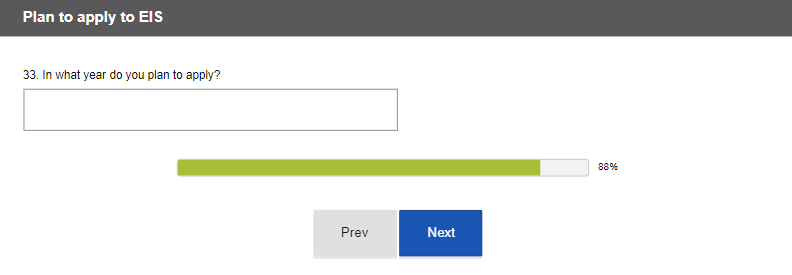 Plan to apply to EIS
33. In what year do you plan to apply?
88%
Prev Next